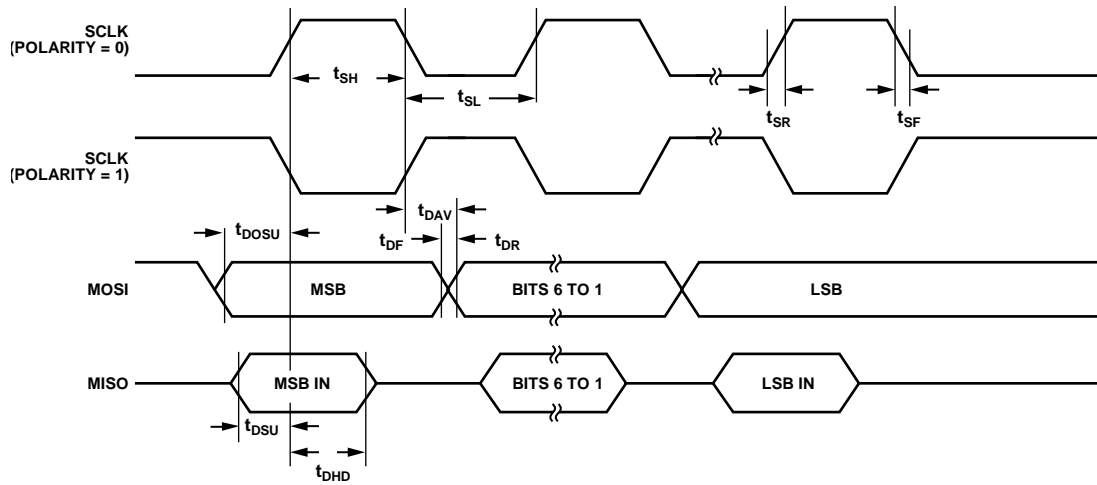 SCLK
(POLARITY = 0)
tSH
tSL
tSR
tSF
SCLK
(POLARITY = 1)
tDAV
tDOSU
tDF
tDR
MOSI
MSB
BITS 6 TO 1
LSB
MISO
MSB IN
BITS 6 TO 1
LSB IN
tDSU
tDHD